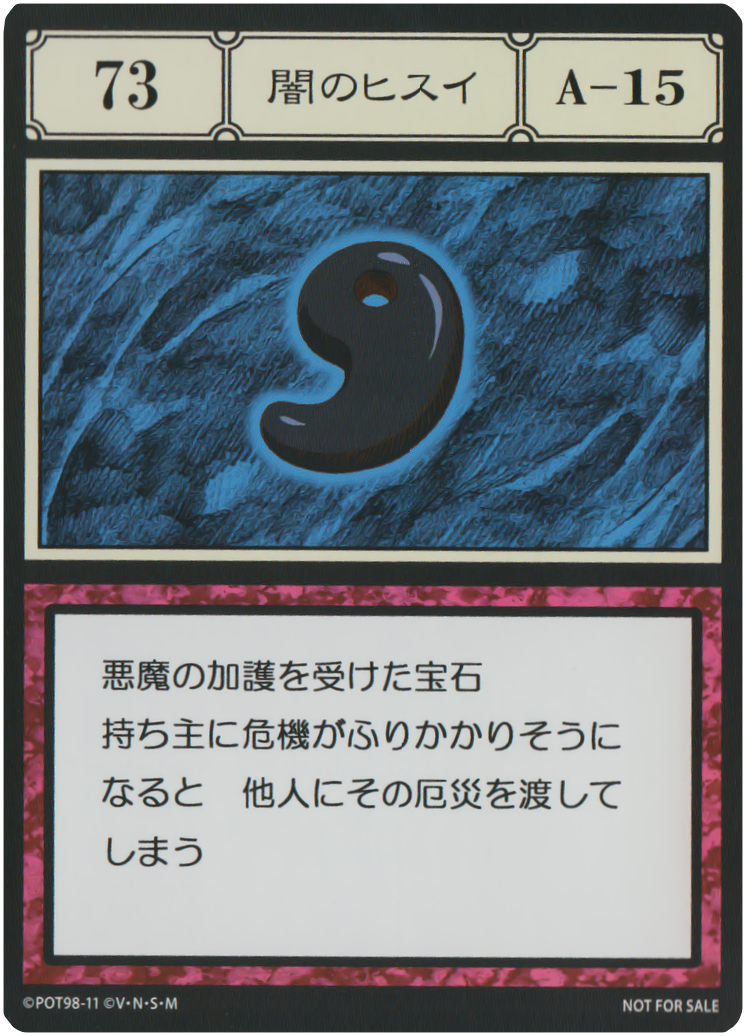 73
闇のヒスイ
A-15
悪魔の加護を受けた宝石
持ち主に危機がふりかかりそうに
なると　他人にその厄災を渡して
しまう
©POT98-11 ©V・N・S・M
NOT FOR SALE